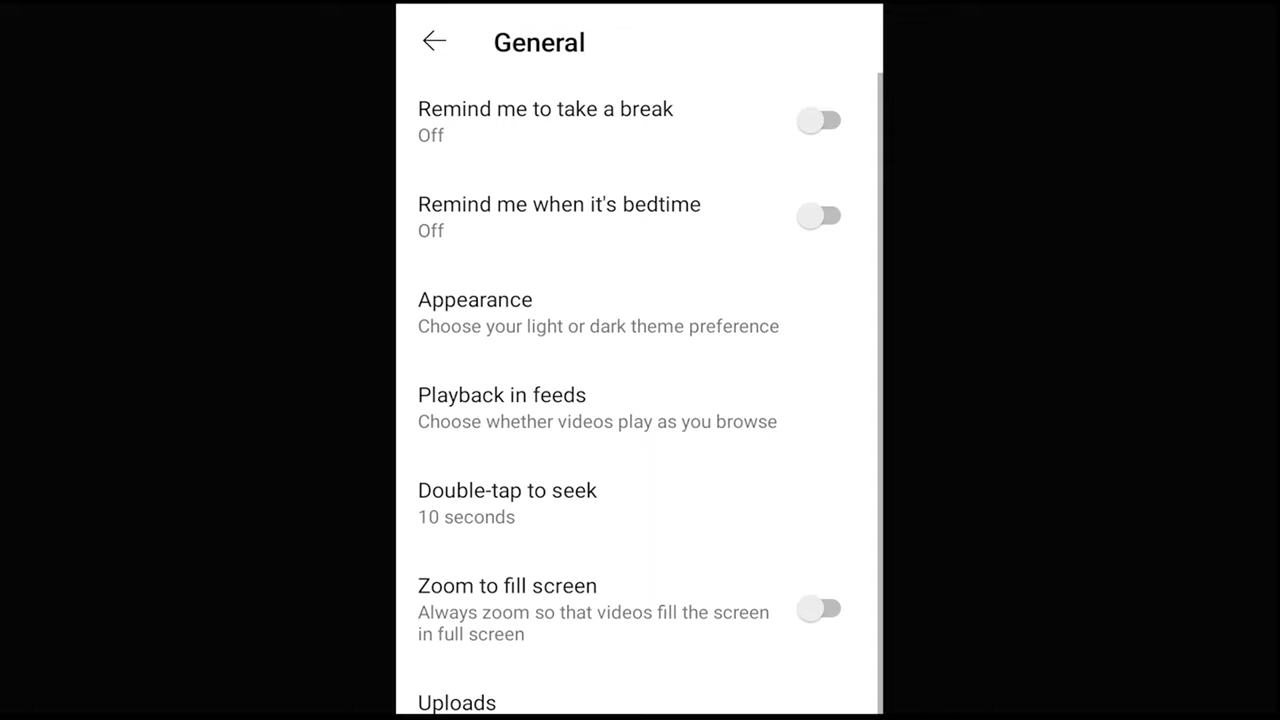 General
Remind me to take a break
Off
Remind me when it's bedtime
Off
Appearance
Choose your light or dark theme preference
Playback in feeds
Choose whether videos play as you browse
Double-tap to seek
10 seconds
Zoom to fill screen
Always zoom so that videos fill the screen
in full screen
Uploads